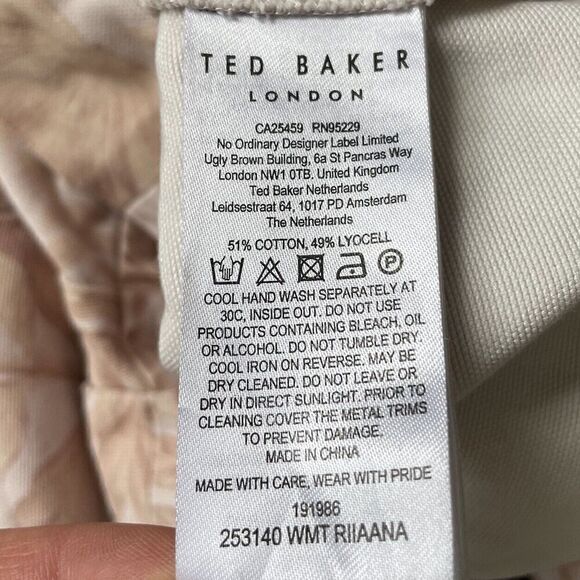 TED BAKER
LONDON
CA25459 RN95229
No Ordinary Designer Label Limited
Ugly Brown Building, 6a St Pancras Way
London NW1 0TB. United Kingdom
Ted Baker Netherlands
Leidsestraat 64, 1017 PD Amsterdam
The Netherlands
51% COTTON, 49% LYOCELL
COOL HAND WASH SEPARATELY AT
30C, INSIDE OUT. DO NOT USE
PRODUCTS CONTAINING BLEACH, OIL
OR ALCOHOL. DO NOT TUMBLE DRY.
COOL IRON ON REVERSE. MAY BE
DRY CLEANED. DO NOT LEAVE OR
DRY IN DIRECT SUNLIGHT. PRIOR TO
CLEANING COVER THE METAL TRIMS
TO PREVENT DAMAGE.
MADE IN CHINA
MADE WITH CARE, WEAR WITH PRIDE
191986
253140 WMT RIIAANA